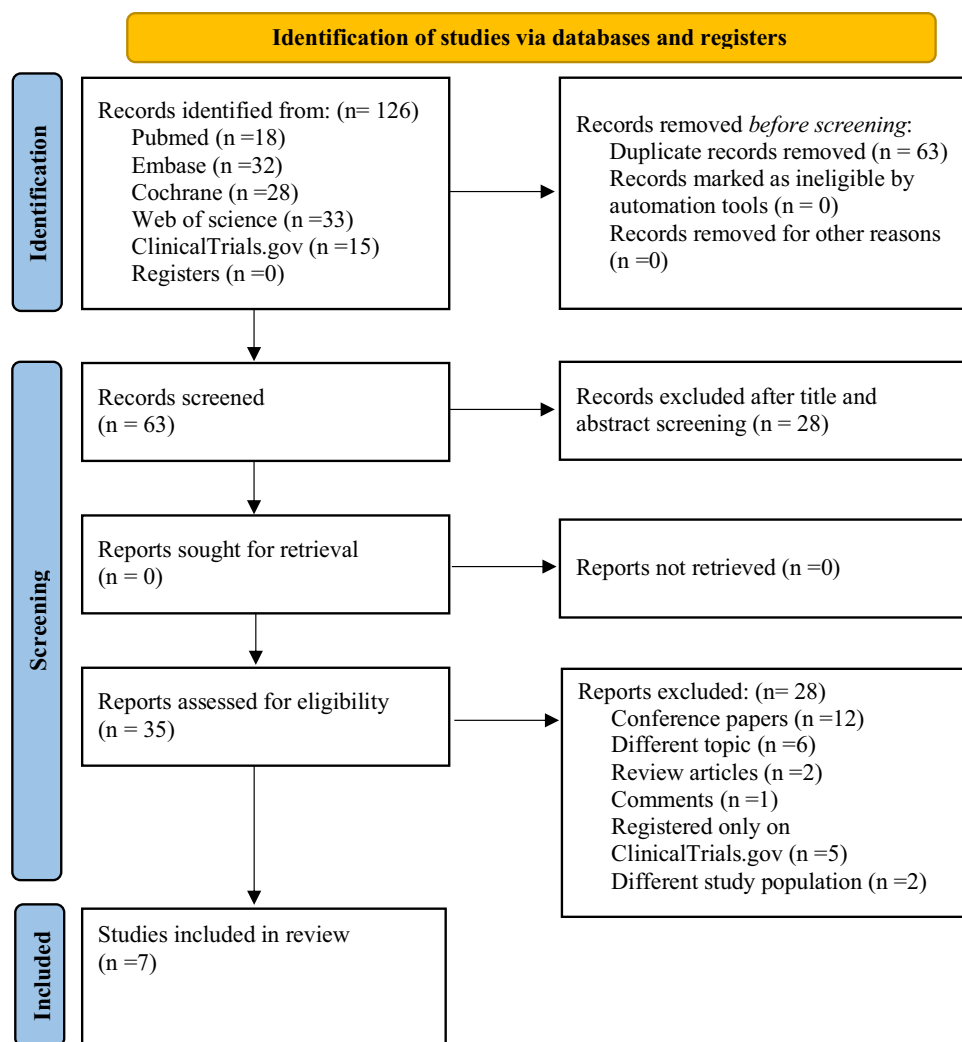 Identification of studies via databases and registers
Identification
Records identified from: (n= 126)
Pubmed (n =18)
Embase (n =32)
Cochrane (n =28)
Web of science (n =33)
ClinicalTrials.gov (n =15)
Registers (n =0)
Records removed before screening:
Duplicate records removed (n = 63)
Records marked as ineligible by
automation tools (n = 0)
Records removed for other reasons
(n =0)
Screening
Records screened
(n = 63)
Records excluded after title and
abstract screening (n = 28)
Reports sought for retrieval
(n = 0)
Reports not retrieved (n =0)
Reports assessed for eligibility
(n = 35)
Reports excluded: (n= 28)
Conference papers (n =12)
Different topic (n =6)
Review articles (n =2)
Comments (n =1)
Registered only on
ClinicalTrials.gov (n =5)
Different study population (n =2)
Included
Studies included in review
(n =7)